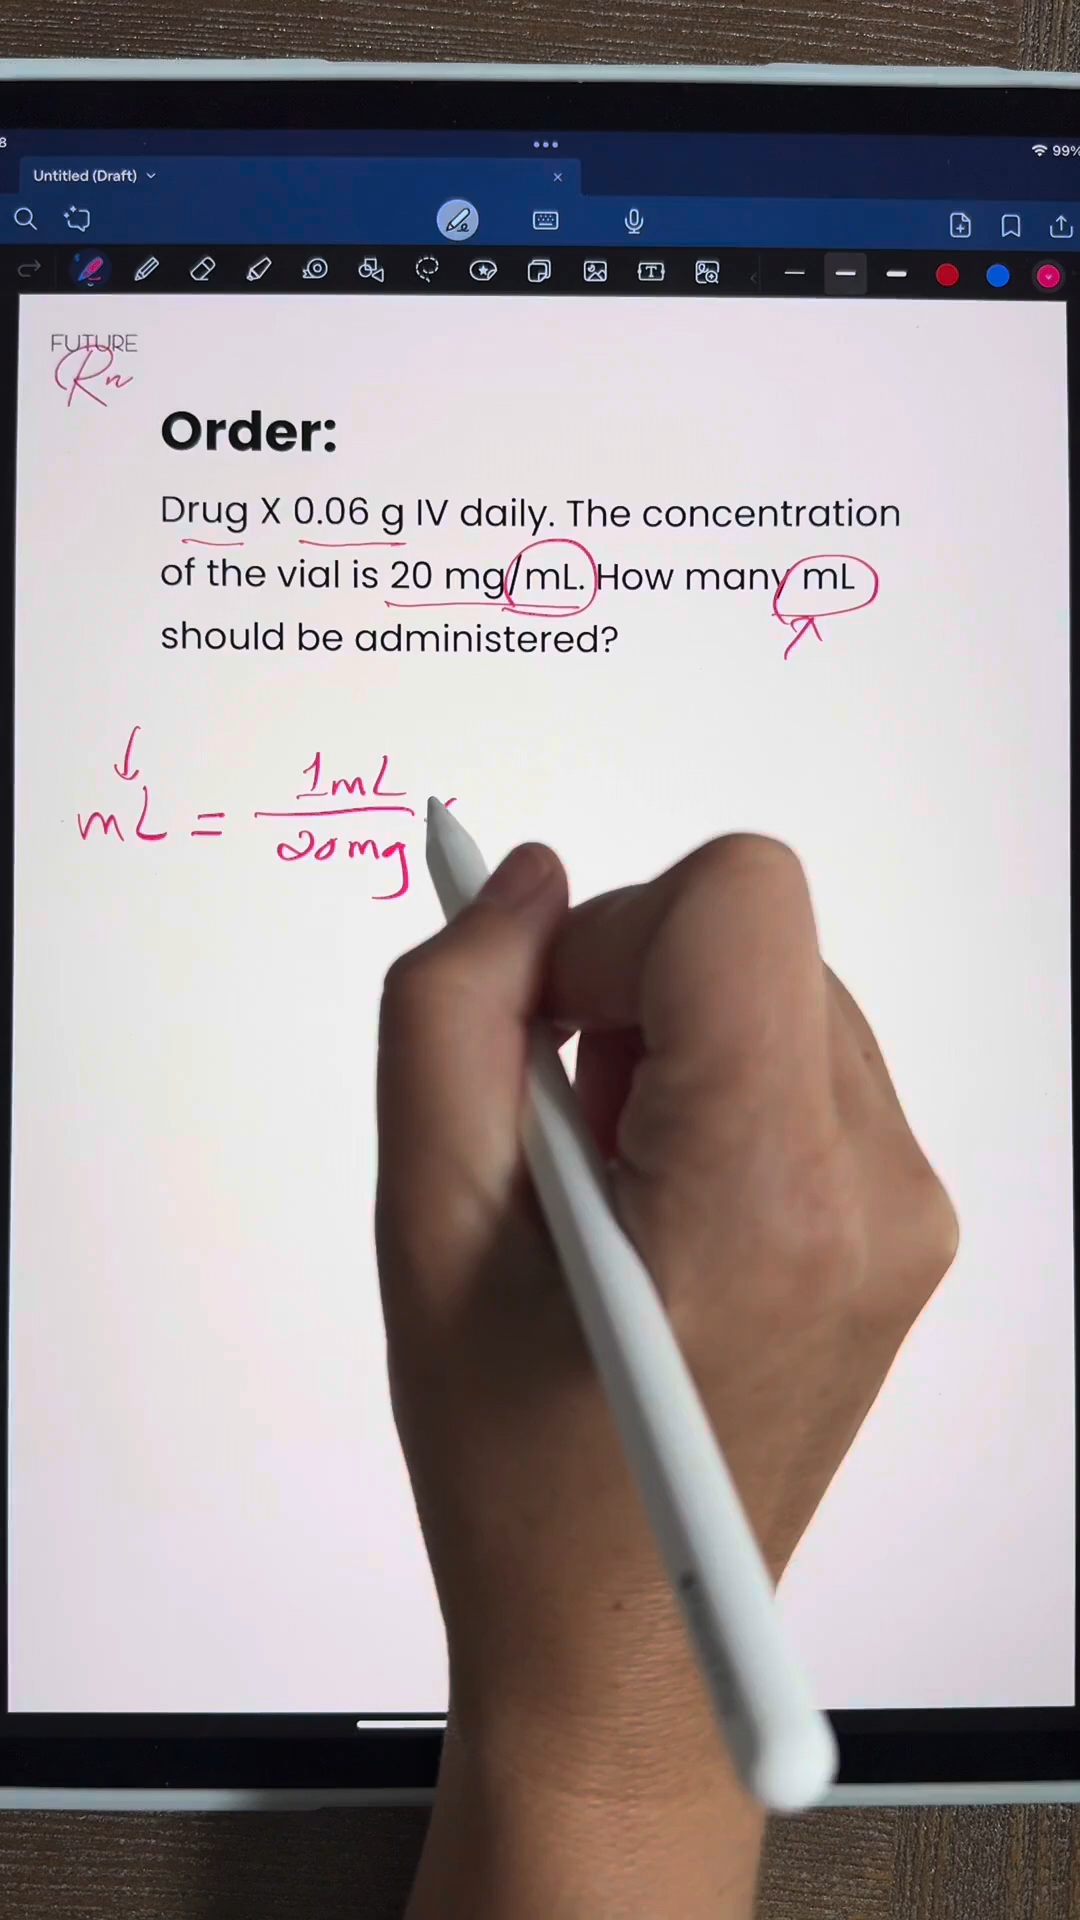 8
99%
Untitled (Draft)
FUTURE
Rn
Order:
Drug X 0.06 g IV daily. The concentration
of the vial is 20 mg/mL. How many mL
should be administered?
mL = 1mL
20mg